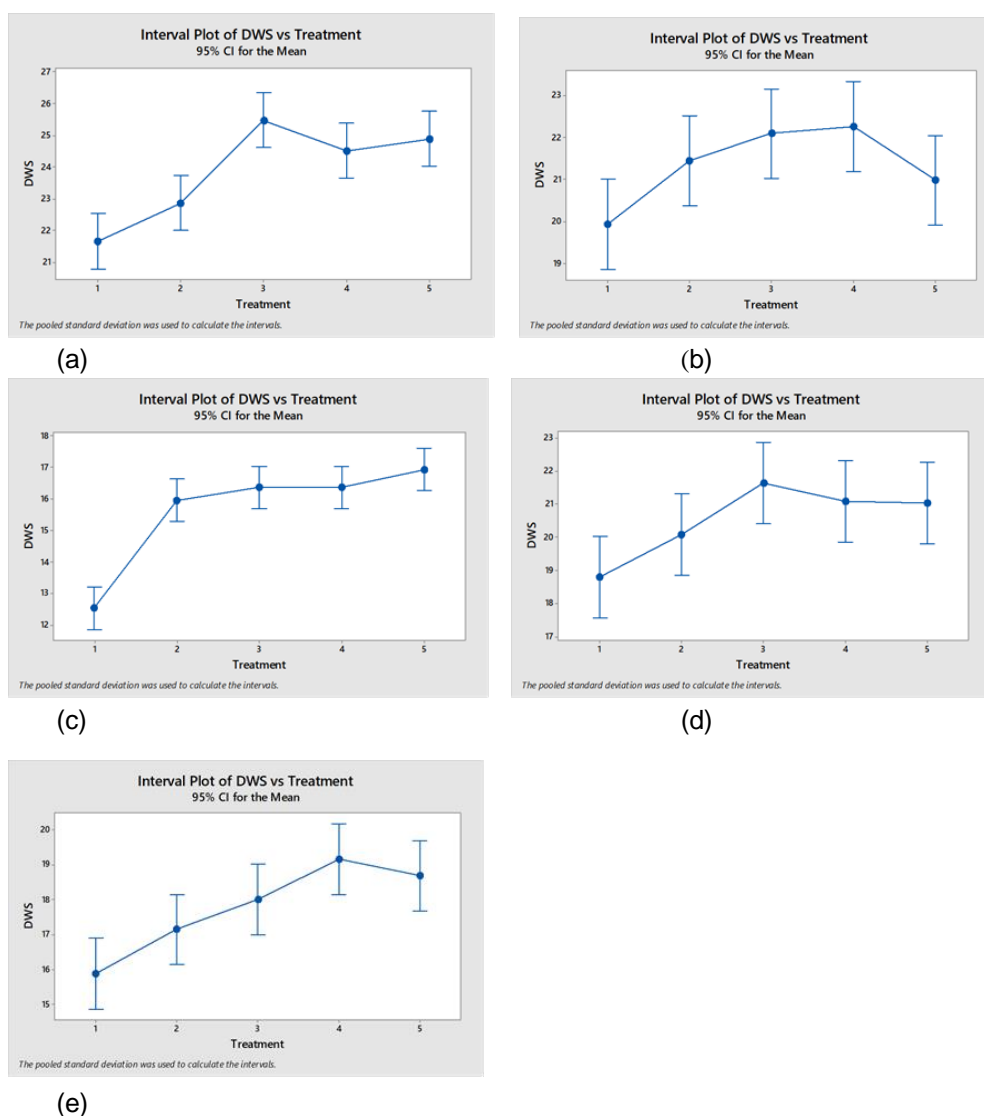 Interval Plot of DWS vs Treatment
95% CI for the Mean
27
26
25
24
23
22
21
DWS
1 2 3 4 5
Treatment
The pooled standard deviation was used to calculate the intervals.
(a)
Interval Plot of DWS vs Treatment
95% CI for the Mean
23
22
21
20
19
DWS
1 2 3 4 5
Treatment
The pooled standard deviation was used to calculate the intervals.
(b)
Interval Plot of DWS vs Treatment
95% CI for the Mean
18
17
16
15
14
13
12
DWS
1 2 3 4 5
Treatment
The pooled standard deviation was used to calculate the intervals.
(c)
Interval Plot of DWS vs Treatment
95% CI for the Mean
23
22
21
20
19
18
17
DWS
1 2 3 4 5
Treatment
The pooled standard deviation was used to calculate the intervals.
(d)
Interval Plot of DWS vs Treatment
95% CI for the Mean
20
19
18
17
16
15
DWS
1 2 3 4 5
Treatment
The pooled standard deviation was used to calculate the intervals.
(e)